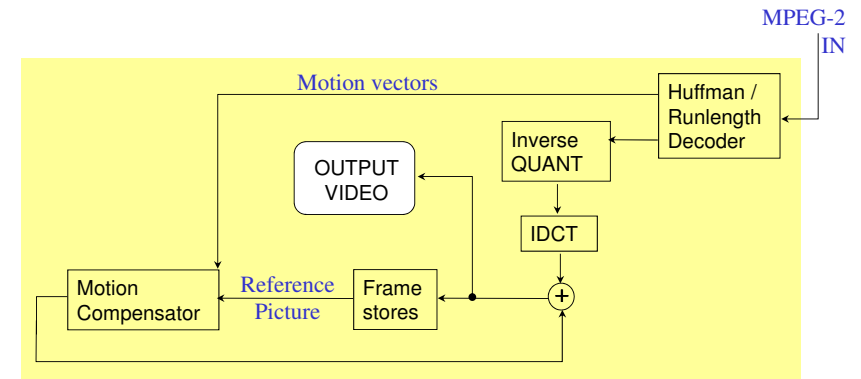 MPEG-2
IN
Motion vectors
Huffman /
Runlength
Decoder
Inverse
QUANT
OUTPUT
VIDEO
IDCT
Motion
Compensator
Reference
Picture
Frame
stores
+